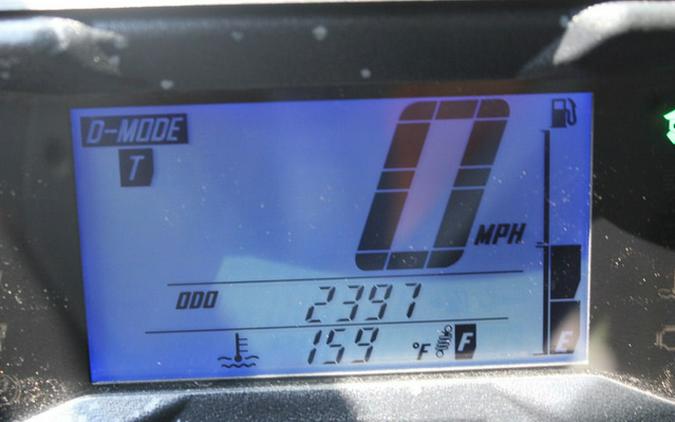 D-MODE
T
0 MPH
ODO 2397
159 °F F
E